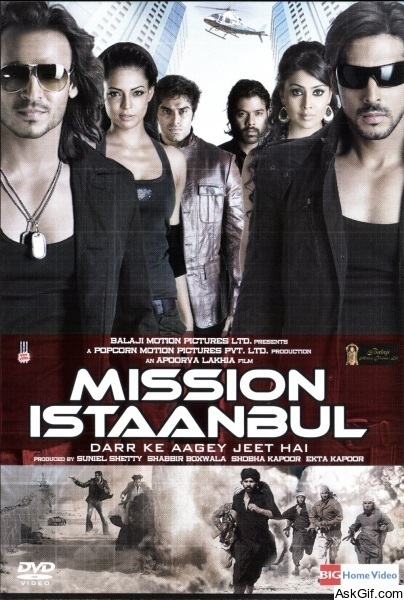 BALAJI MOTION PICTURES LTD. PRESENTS
A POPCORN MOTION PICTURES PVT. LTD. PRODUCTION
AN APOORVA LAKHIA FILM
MISSION
ISTAANBUL
DARR KE AAGEY JEET HAI
PRODUCED BY SUNIEL SHETTY SHABBIR BOXWALA SHOBHA KAPOOR EKTA KAPOOR
DVD
VIDEO
BIG Home Video
AskGif.com